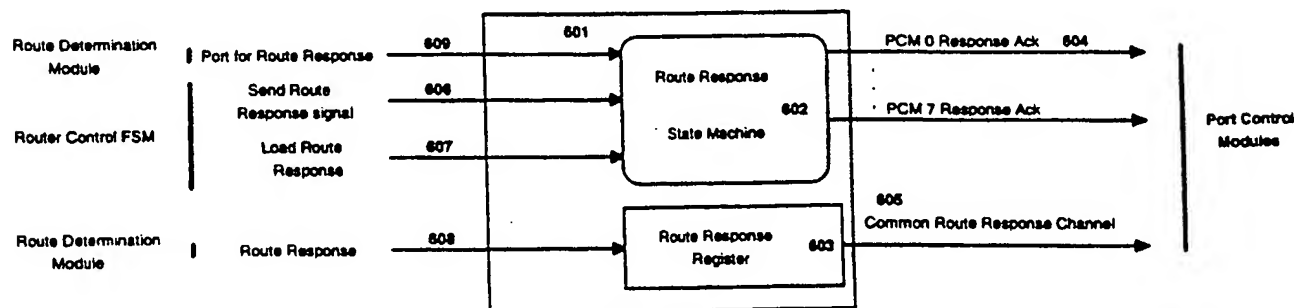 Route Determination
Module
Port for Route Response
609
601
PCM 0 Response Ack 604
Send Route
Response signal
606
Route Response
602
State Machine
PCM 7 Response Ack
Router Control FSM
Load Route
Response
607
Port Control
Modules
605
Common Route Response Channel
Route Determination
Module
Route Response
608
Route Response
Register
603